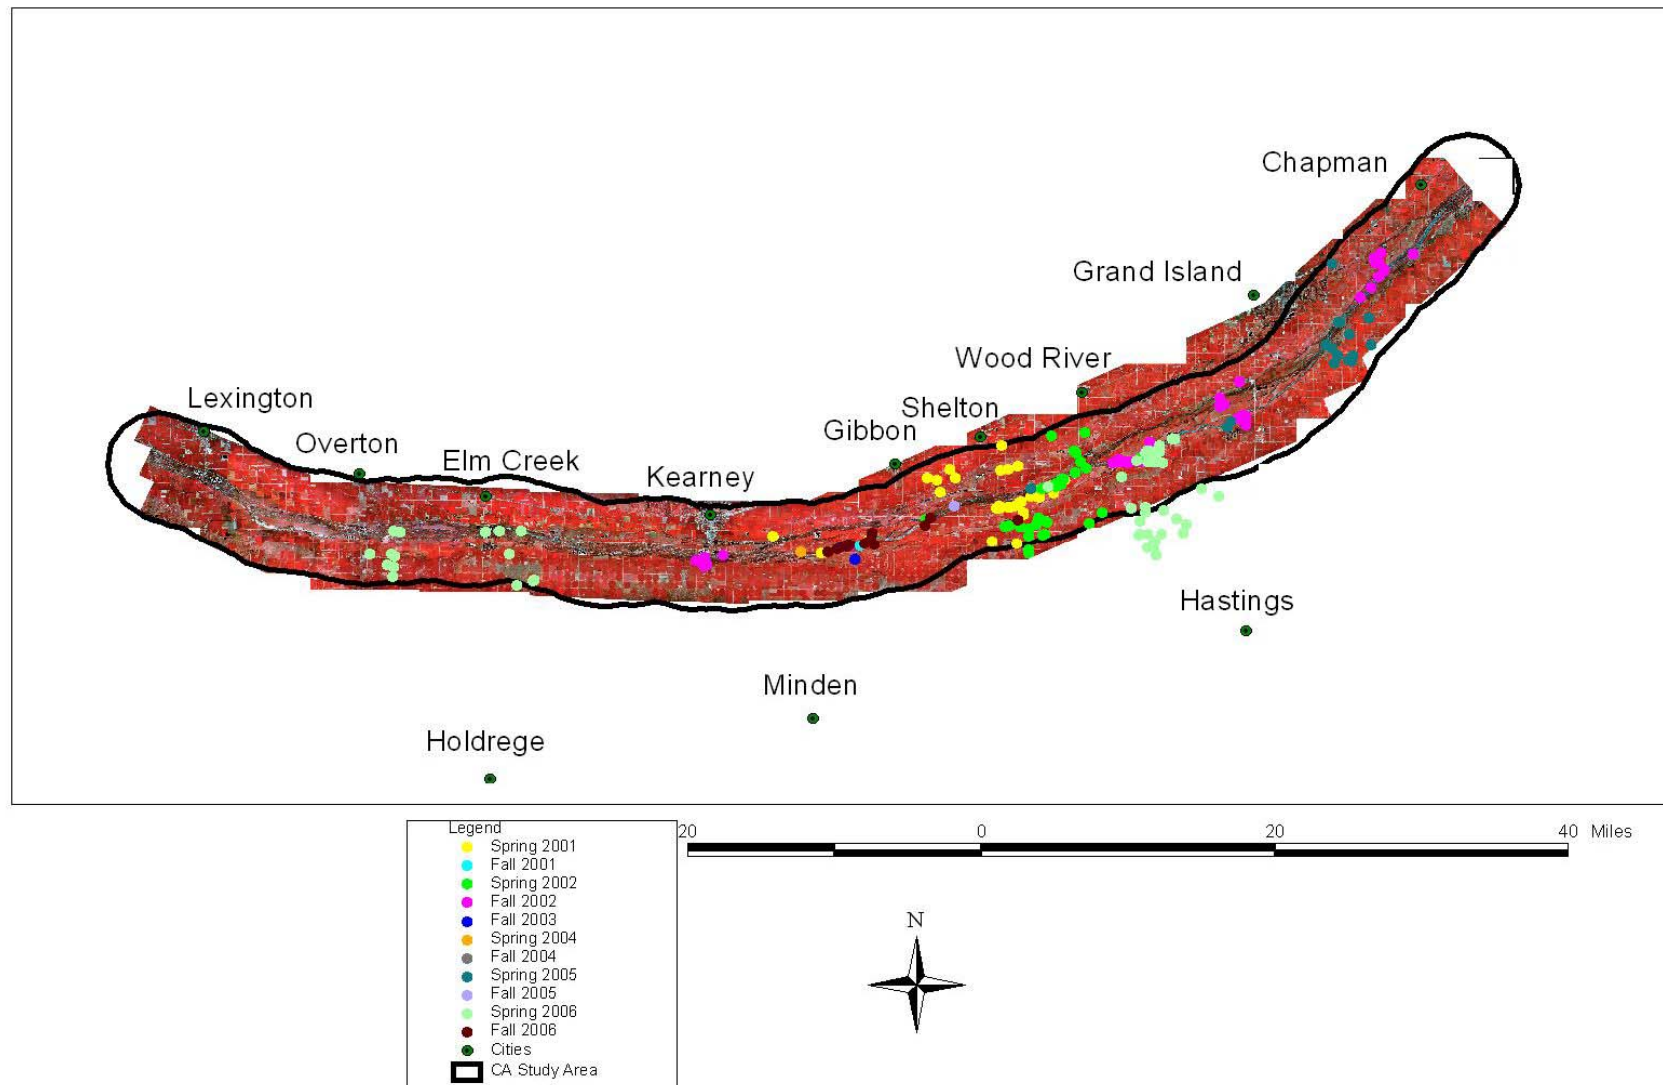 Chapman
Grand Island
Wood River
Shelton
Gibbon
Lexington
Overton
Elm Creek
Kearney
Hastings
Minden
Holdrege
Legend
Spring 2001
Fall 2001
Spring 2002
Fall 2002
Fall 2003
Spring 2004
Fall 2004
Spring 2005
Fall 2005
Spring 2006
Fall 2006
Cities
CA Study Area
20 0 20 40 Miles
N